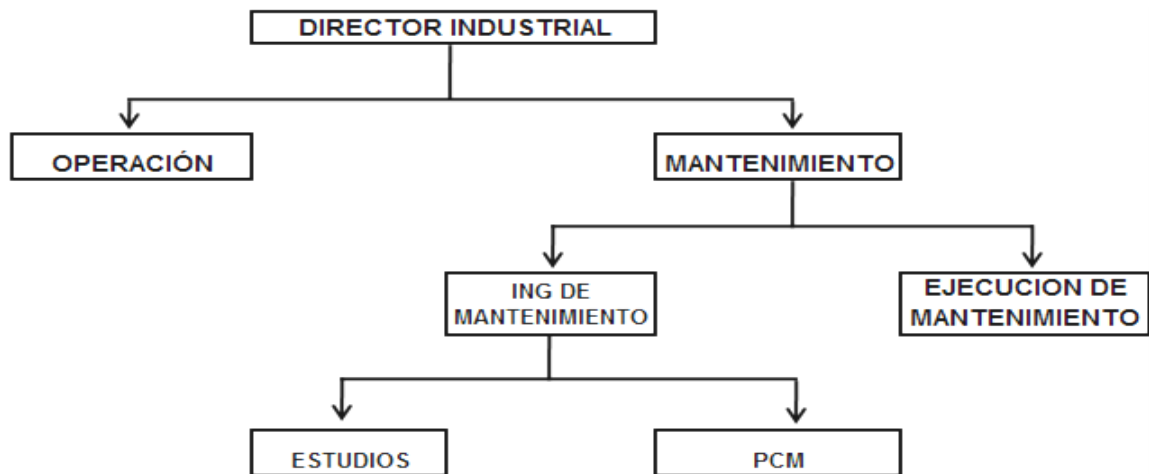 DIRECTOR INDUSTRIAL
OPERACIÓN
MANTENIMIENTO
ING DE
MANTENIMIENTO
EJECUCION DE
MANTENIMIENTO
ESTUDIOS
PCM